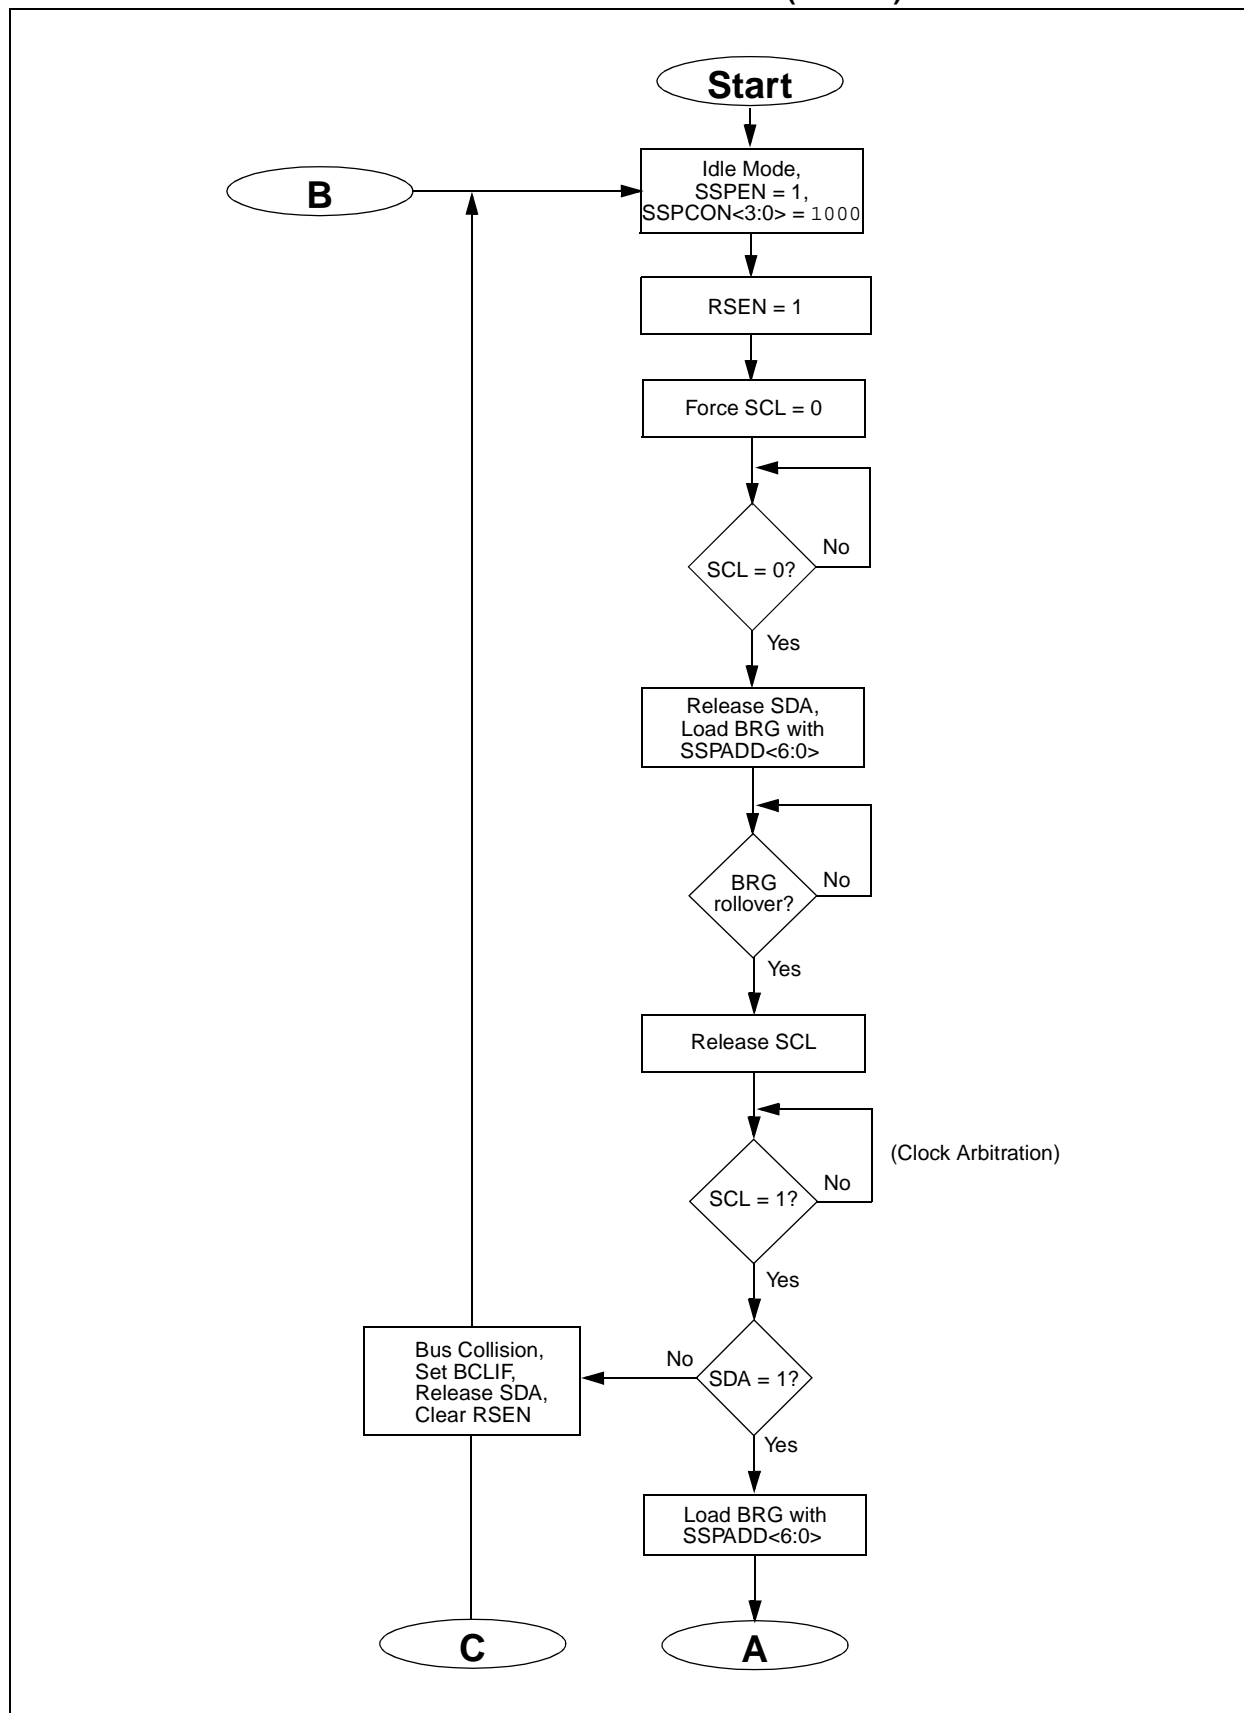 Start
B
Idle Mode,
SSPEN = 1,
SSPCON<3:0> = 1000
RSEN = 1
Force SCL = 0
No
SCL = 0?
Yes
Release SDA,
Load BRG with
SSPADD<6:0>
BRG
rollover?
No
Yes
Release SCL
(Clock Arbitration)
No
SCL = 1?
Yes
Bus Collision,
Set BCLIF,
Release SDA,
Clear RSEN
No
SDA = 1?
Yes
Load BRG with
SSPADD<6:0>
C
A